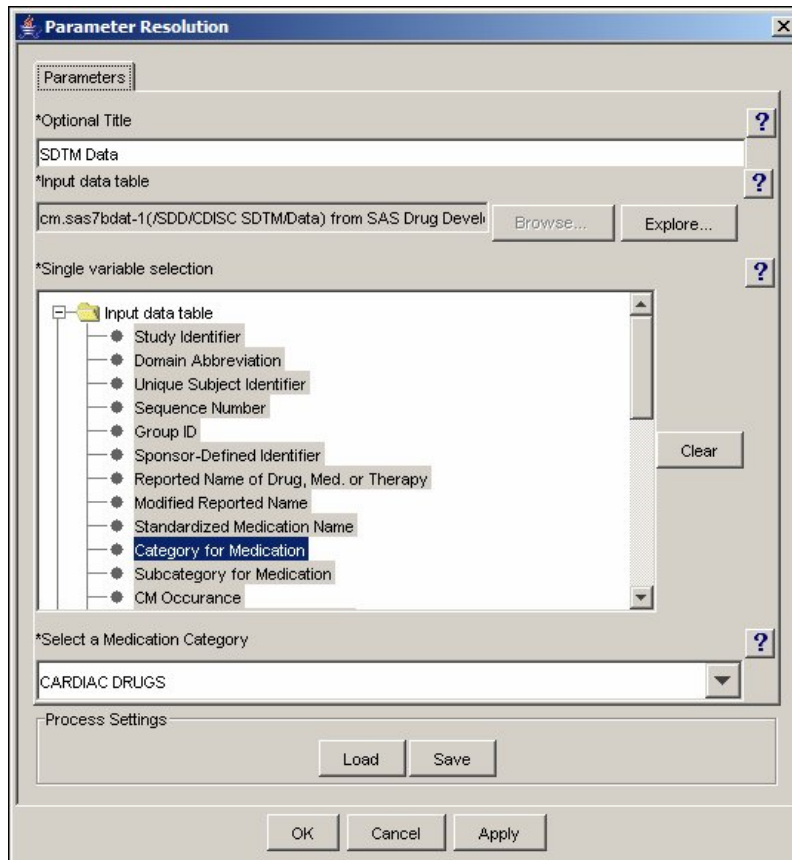 Parameter Resolution
Parameters
*Optional Title
?
SDTM Data
*Input data table
?
cm.sas7bdat-1(/SDD/CDISC SDTM/Data) from SAS Drug Devel
Browse...
Explore...
*Single variable selection
?
Input data table
Study Identifier
Domain Abbreviation
Unique Subject Identifier
Sequence Number
Group ID
Sponsor-Defined Identifier
Reported Name of Drug, Med. or Therapy
Modified Reported Name
Standardized Medication Name
Category for Medication
Subcategory for Medication
CM Occurance
Clear
*Select a Medication Category
?
CARDIAC DRUGS
Process Settings
Load
Save
OK
Cancel
Apply